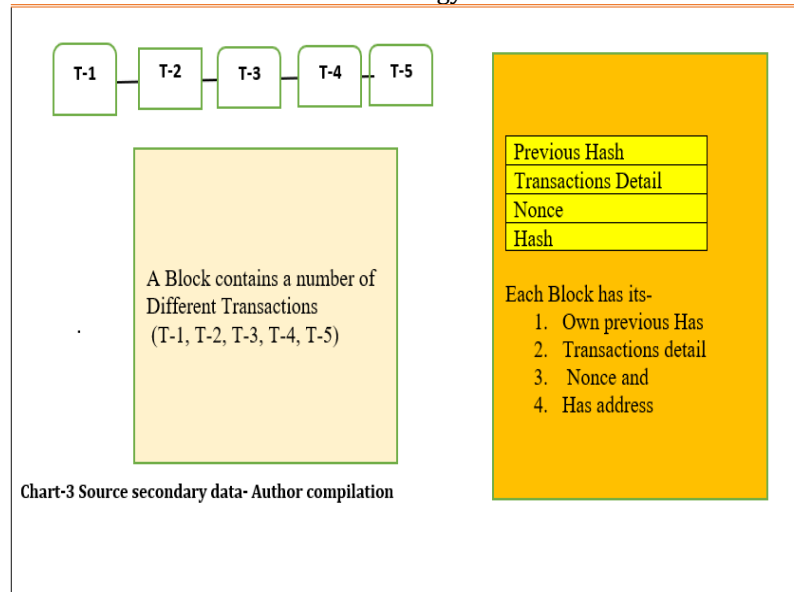 T-1 T-2 T-3 T-4 T-5
A Block contains a number of
Different Transactions
(T-1, T-2, T-3, T-4, T-5)
Chart-3 Source secondary data- Author compilation
Previous Hash
Transactions Detail
Nonce
Hash
Each Block has its-
1. Own previous Has
2. Transactions detail
3. Nonce and
4. Has address